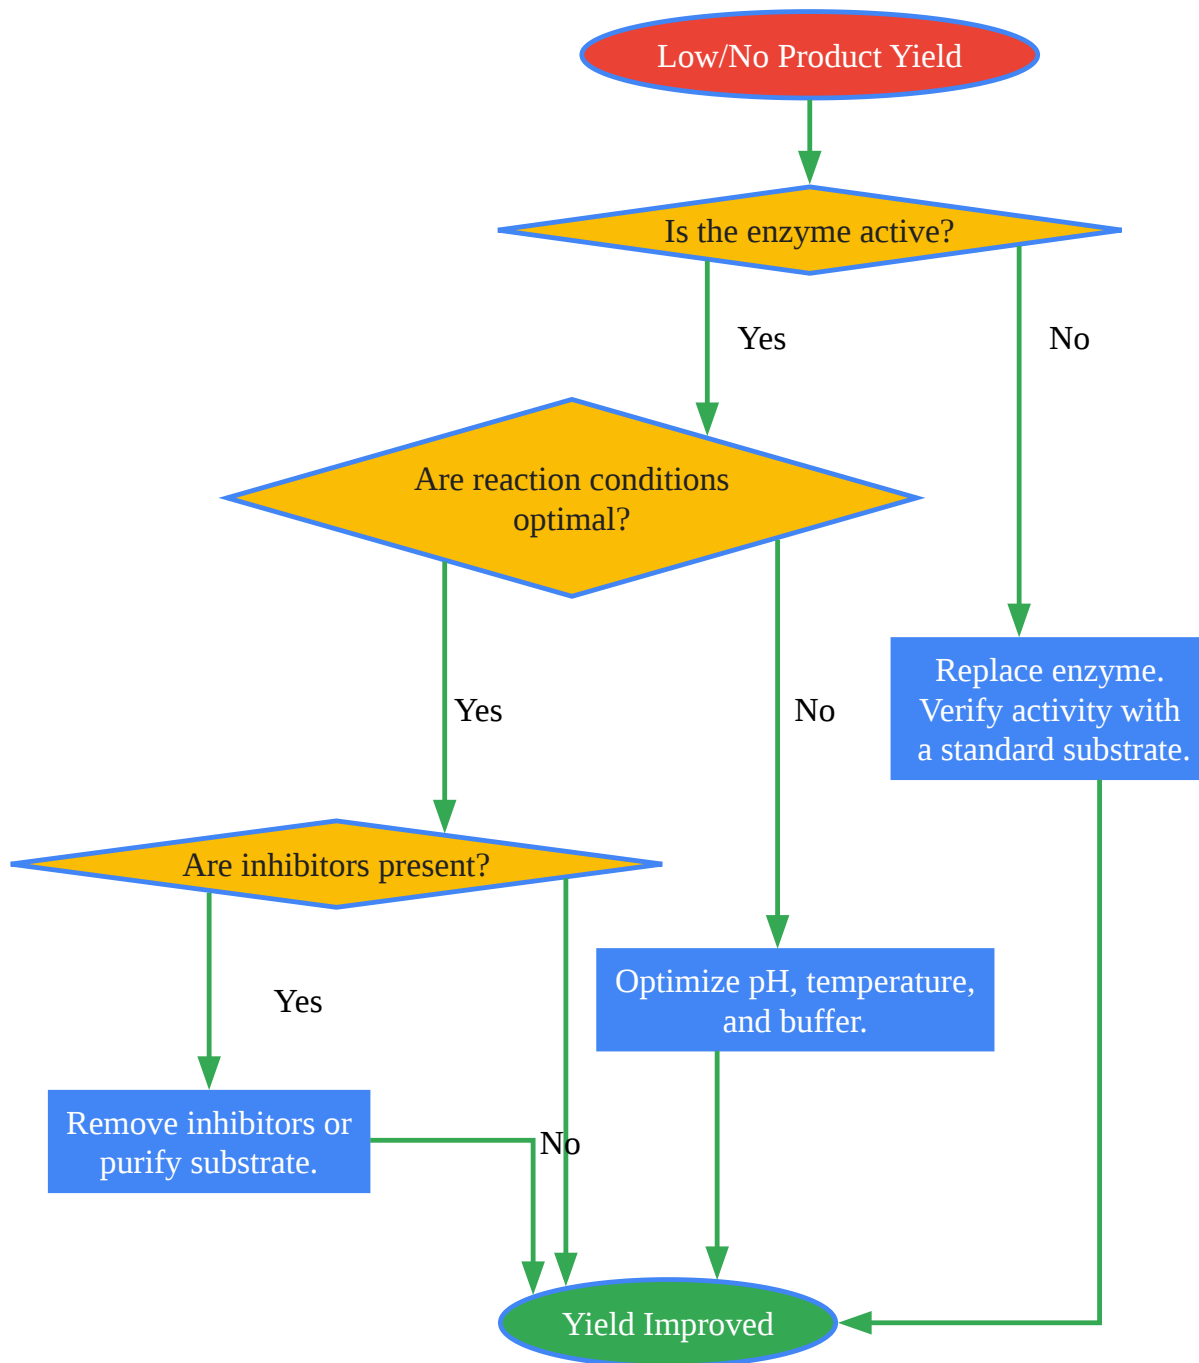 Low/No Product Yield
Is the enzyme active?
Yes
No
Are reaction conditions
optimal?
Replace enzyme.
Verify activity with
a standard substrate.
Yes
No
Are inhibitors present?
Optimize pH, temperature,
and buffer.
Yes
Remove inhibitors or
purify substrate.
No
Yield Improved